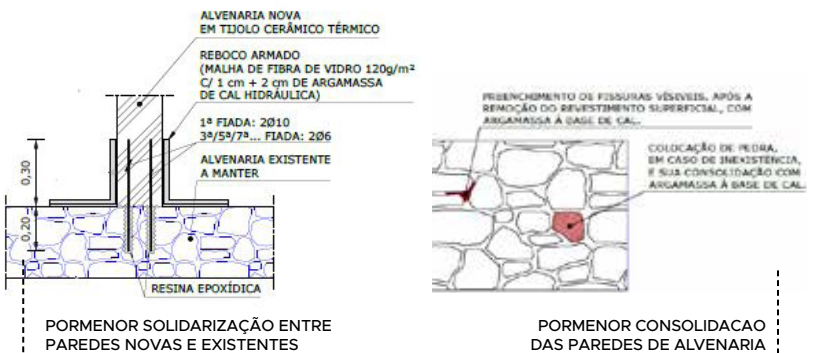 ALVENARIA NOVA
EM TIJOLO CERÂMICO TÉRMICO
REBOCO ARMADO
(MALHA DE FIBRA DE VIDRO 120g/m²
C/ 1 cm + 2 cm DE ARGAMASSA
DE CAL HIDRÁULICA)
1ª FIADA: 2Ø10
3ª/5ª/7ª... FIADA: 2Ø6
ALVENARIA EXISTENTE
A MANTER
0,30
0,20
RESINA EPOXÍDICA
PORMENOR SOLIDARIZAÇÃO ENTRE
PAREDES NOVAS E EXISTENTES
PREENCHIMENTO DE FISSURAS VÍSIVEIS, APÓS A
REMOÇÃO DO REVESTIMENTO SUPERFICIAL, COM
ARGAMASSA À BASE DE CAL.
COLOCAÇÃO DE PEDRA,
EM CASO DE INEXISTÊNCIA,
E SUA CONSOLIDAÇÃO COM
ARGAMASSA À BASE DE CAL.
PORMENOR CONSOLIDACAO
DAS PAREDES DE ALVENARIA